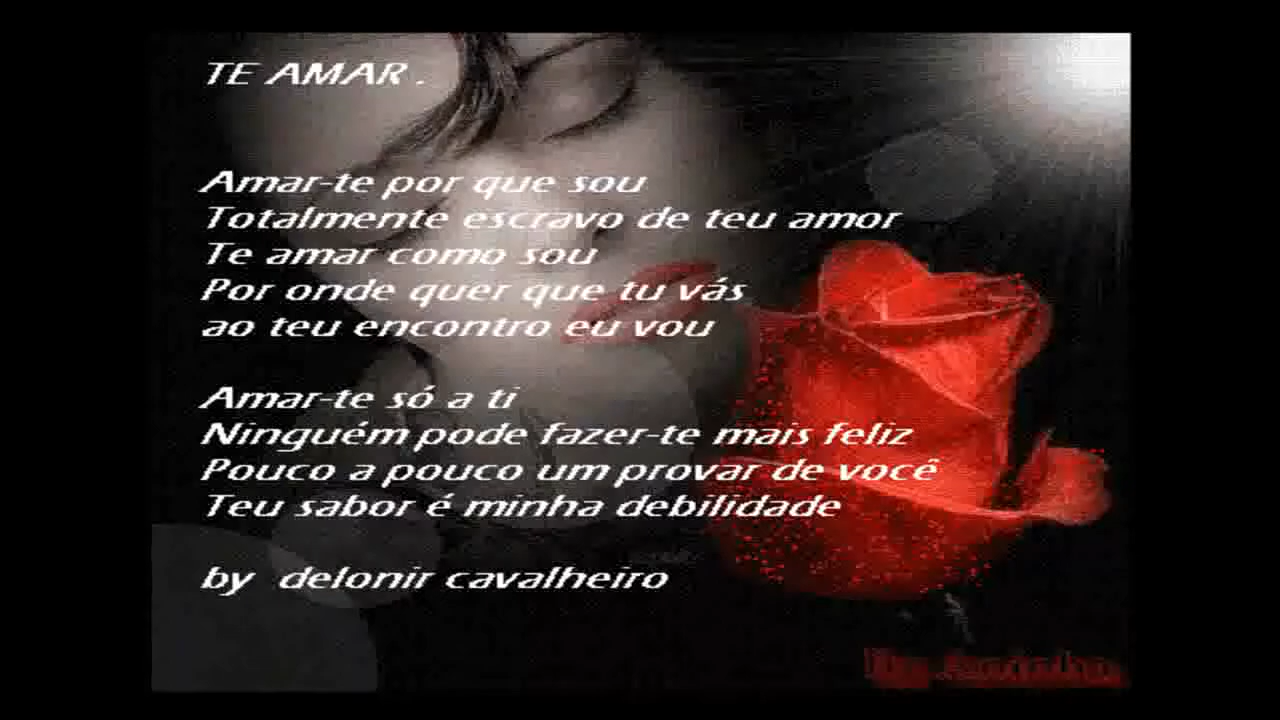 TE AMAR .
Amar-te por que sou
Totalmente escravo de teu amor
Te amar como sou
Por onde quer que tu vás
ao teu encontro eu vou
Amar-te só a ti
Ninguém pode fazer-te mais feliz
Pouco a pouco um provar de você
Teu sabor é minha debilidade
by delonir cavalheiro